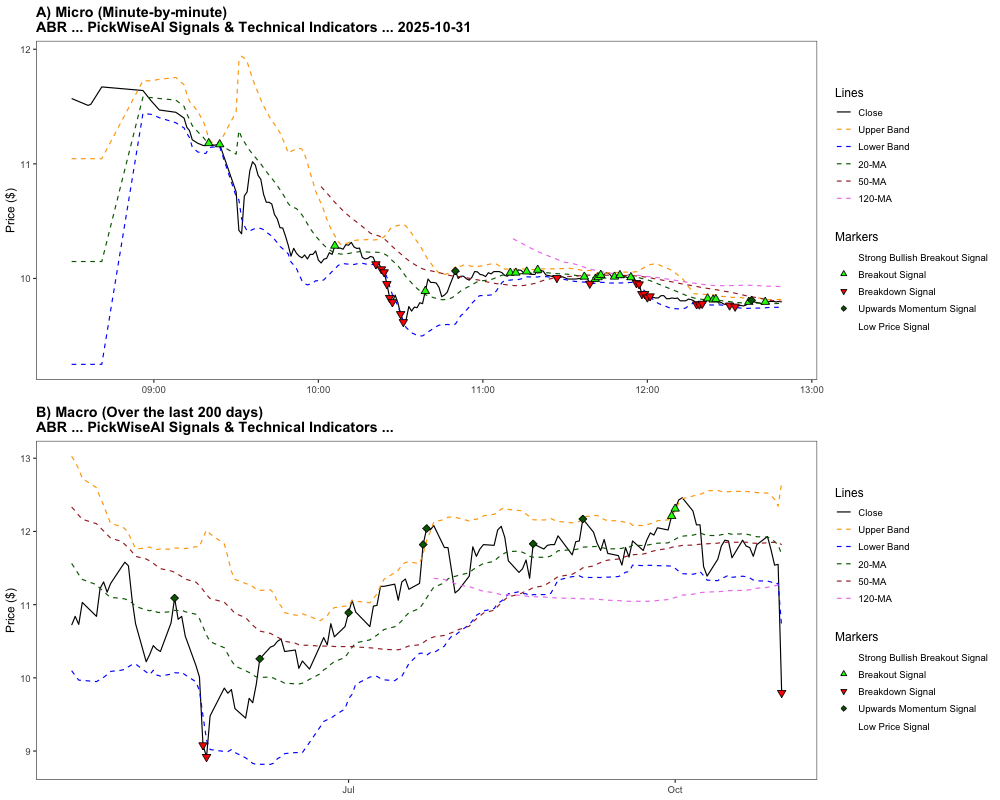 A) Micro (Minute-by-minute)
ABR ... PickWiseAI Signals & Technical Indicators ... 2025-10-31
12
11
10
Price ($)
09:00
10:00
11:00
12:00
13:00
Lines
Close
Upper Band
Lower Band
20-MA
50-MA
120-MA
Markers
Strong Bullish Breakout Signal
Breakout Signal
Breakdown Signal
Upwards Momentum Signal
Low Price Signal
B) Macro (Over the last 200 days)
ABR ... PickWiseAI Signals & Technical Indicators ...
13
12
11
10
9
Price ($)
Jul
Oct
Lines
Close
Upper Band
Lower Band
20-MA
50-MA
120-MA
Markers
Strong Bullish Breakout Signal
Breakout Signal
Breakdown Signal
Upwards Momentum Signal
Low Price Signal